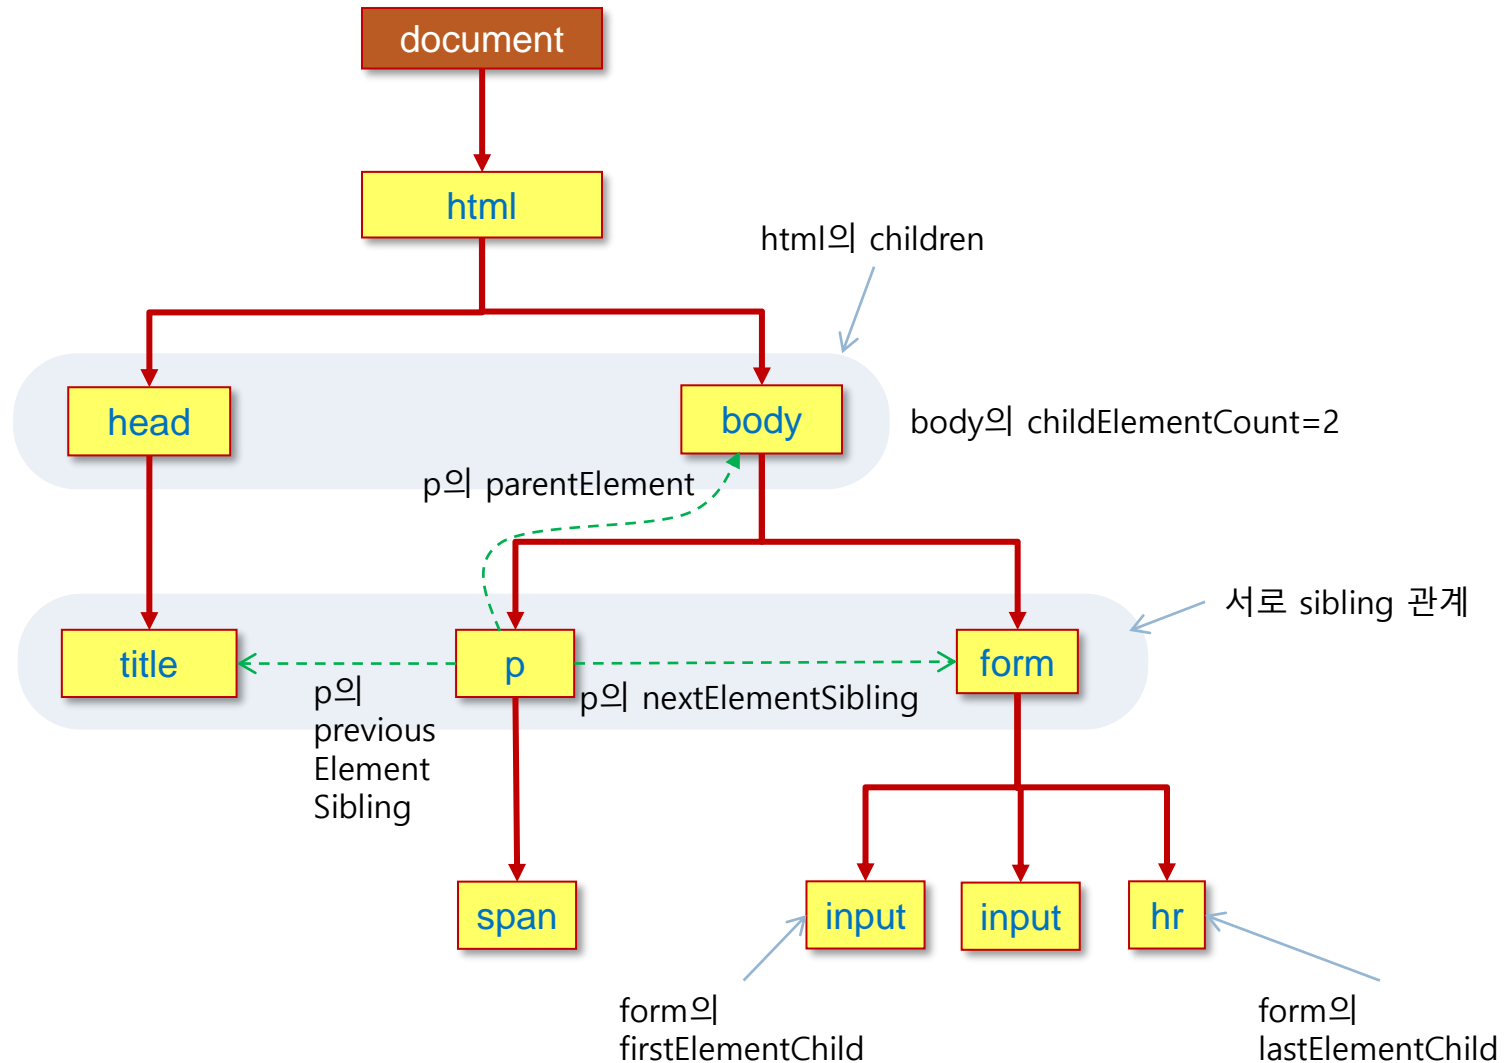 document
html
html의 children
head
body
body의 childElementCount=2
p의 parentElement
서로 sibling 관계
title
p
form
p의
previous
Element
Sibling
p의 nextElementSibling
span
input
input
hr
form의
firstElementChild
form의
lastElementChild